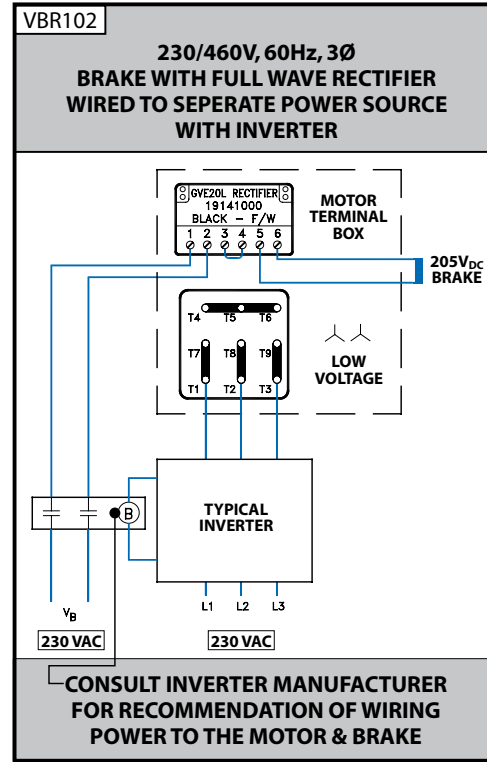 VBR102
230/460V, 60Hz, 3Ø
BRAKE WITH FULL WAVE RECTIFIER
WIRED TO SEPERATE POWER SOURCE
WITH INVERTER
GVE20L RECTIFIER
19141000
BLACK - F/W
1 2 3 4 5 6
MOTOR
TERMINAL
BOX
205VDC
BRAKE
T4 T5 T6
T7 T8 T9
T1 T2 T3
LOW
VOLTAGE
B
TYPICAL
INVERTER
L1 L2 L3
VB
230 VAC
230 VAC
CONSULT INVERTER MANUFACTURER
FOR RECOMMENDATION OF WIRING
POWER TO THE MOTOR & BRAKE